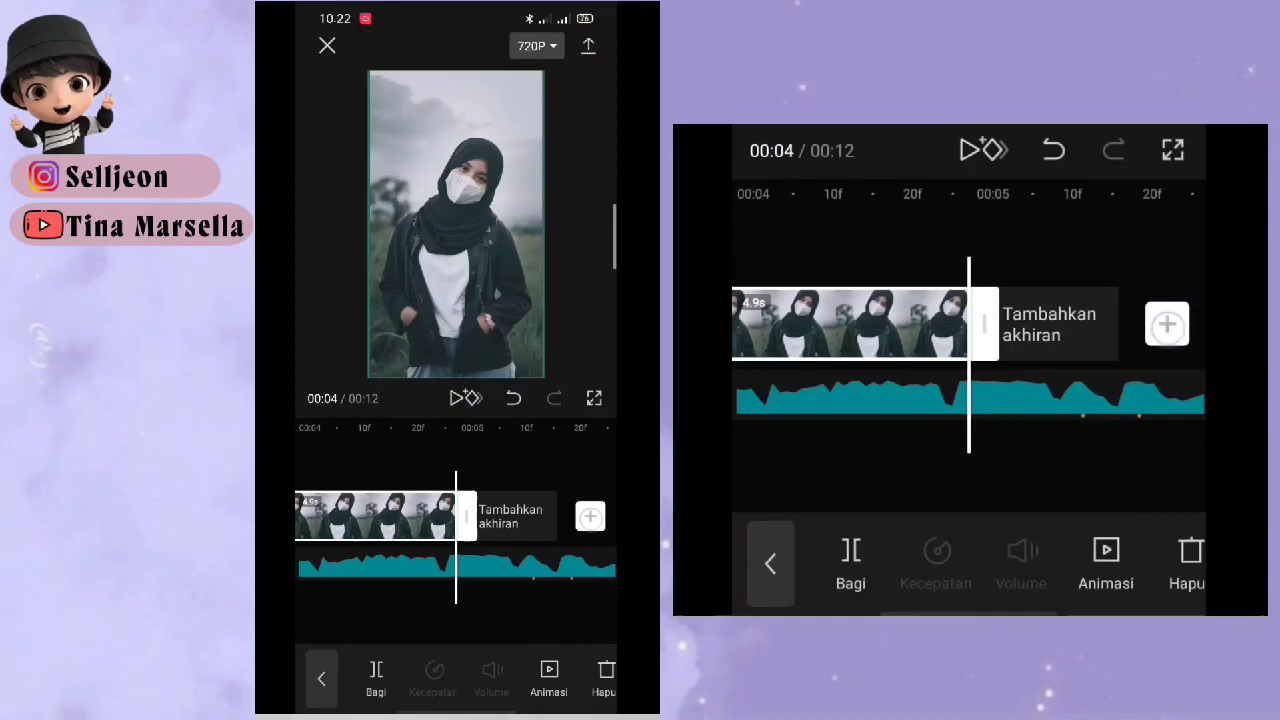 Selljeon
Tina Marsella
10.22
76
720P
00:04 / 00:12
00:04
10f
20f
00:05
10f
20f
4.9s
Tambahkan
akhiran
Bagi
Kecepatan
Volume
Animasi
Hapu
00:04 / 00:12
00:04
10f
20f
00:05
10f
20f
4.9s
Tambahkan
akhiran
Bagi
Kecepatan
Volume
Animasi
Hapu